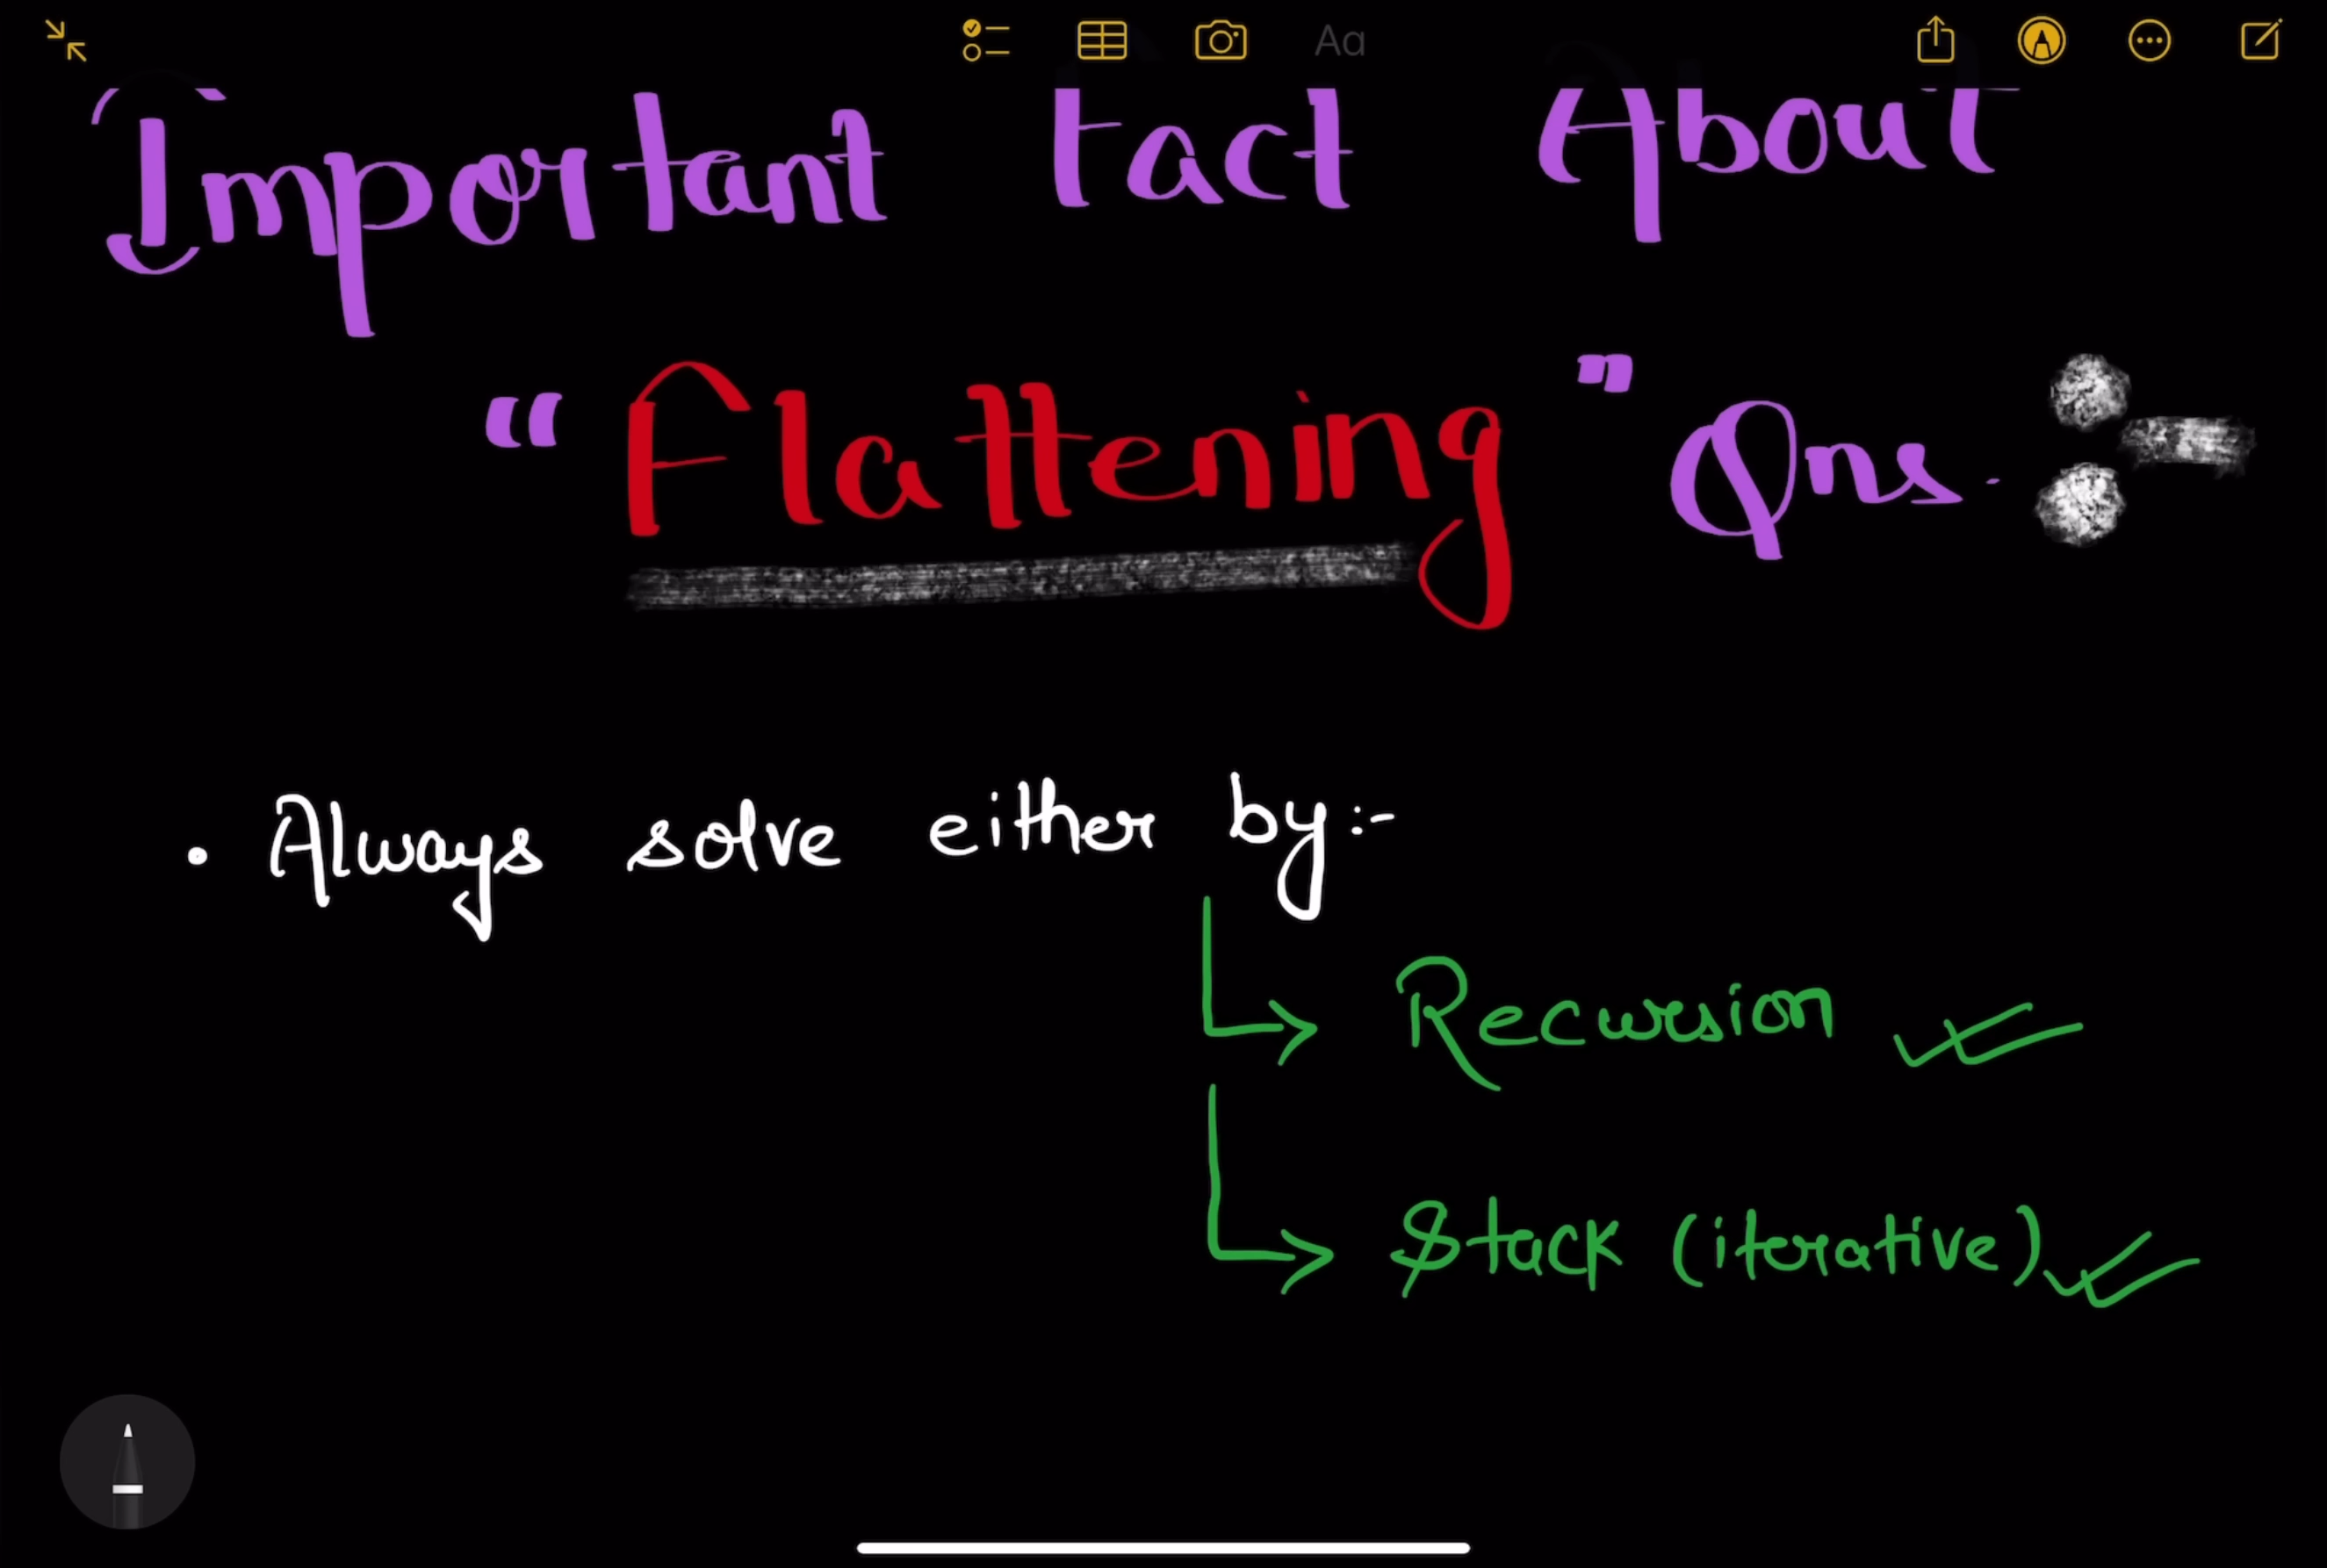 Aa
Important Fact About
"Flattening" Qns. :-
. Always solve either by:-
Recursion
Stack (iterative)